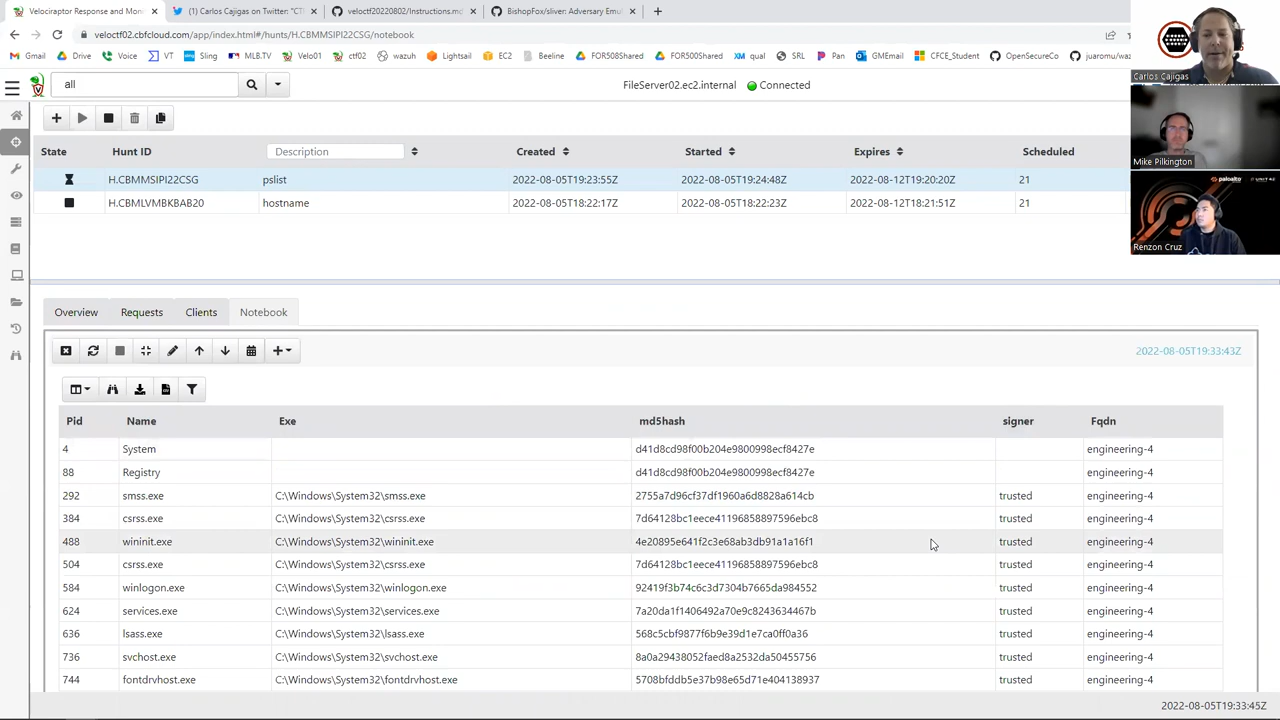 Velociraptor Response and Moni
(1) Carlos Cajigas on Twitter: "CT
veloctf20220802/Instructions.md
BishopFox/sliver: Adversary Emul
veloctf02.cbfcloud.com/app/index.html#/hunts/H.CBMMSIPI22CSG/notebook
Gmail
Drive
Voice
VT
Sling
MLB.TV
Velo01
ctf02
wazuh
Lightsail
EC2
Beeline
FOR508Shared
FOR500Shared
qual
Pan
GMEmail
CFCE_Student
OpenSecureCo
juaromu/waz
all
FileServer02.ec2.internal
Connected
State
Hunt ID
Description
Created
Started
Expires
Scheduled
H.CBMMSIPI22CSG
pslist
2022-08-05T19:23:55Z
2022-08-05T19:24:48Z
2022-08-12T19:20:20Z
21
H.CBMLVMBKBAB20
hostname
2022-08-05T18:22:17Z
2022-08-05T18:22:23Z
2022-08-12T18:21:51Z
21
Carlos Cajigas
Mike Pilkington
paloalto
UNIT 42
Renzon Cruz
Overview
Requests
Clients
Notebook
2022-08-05T19:33:43Z
Pid Name Exe md5hash signer Fqdn
4 System d41d8cd98f00b204e9800998ecf8427e engineering-4
88 Registry d41d8cd98f00b204e9800998ecf8427e engineering-4
292 smss.exe C:\Windows\System32\smss.exe 2755a7d96cf37df1960a6d8828a614cb trusted engineering-4
384 csrss.exe C:\Windows\System32\csrss.exe 7d64128bc1eece41196858897596ebc8 trusted engineering-4
488 wininit.exe C:\Windows\System32\wininit.exe 4e20895e641f2c3e68ab3db91a1a16f1 trusted engineering-4
504 csrss.exe C:\Windows\System32\csrss.exe 7d64128bc1eece41196858897596ebc8 trusted engineering-4
584 winlogon.exe C:\Windows\System32\winlogon.exe 92419f3b74c6c3d7304b7665da984552 trusted engineering-4
624 services.exe C:\Windows\System32\services.exe 7a20da1f1406492a70e9c8243634467b trusted engineering-4
636 lsass.exe C:\Windows\System32\lsass.exe 568c5cbf9877f6b9e39d1e7ca0ff0a36 trusted engineering-4
736 svchost.exe C:\Windows\System32\svchost.exe 8a0a29438052faed8a2532da50455756 trusted engineering-4
744 fontdrvhost.exe C:\Windows\System32\fontdrvhost.exe 5708bfddb5e37b98e65d71e404138937 trusted engineering-4
2022-08-05T19:33:45Z